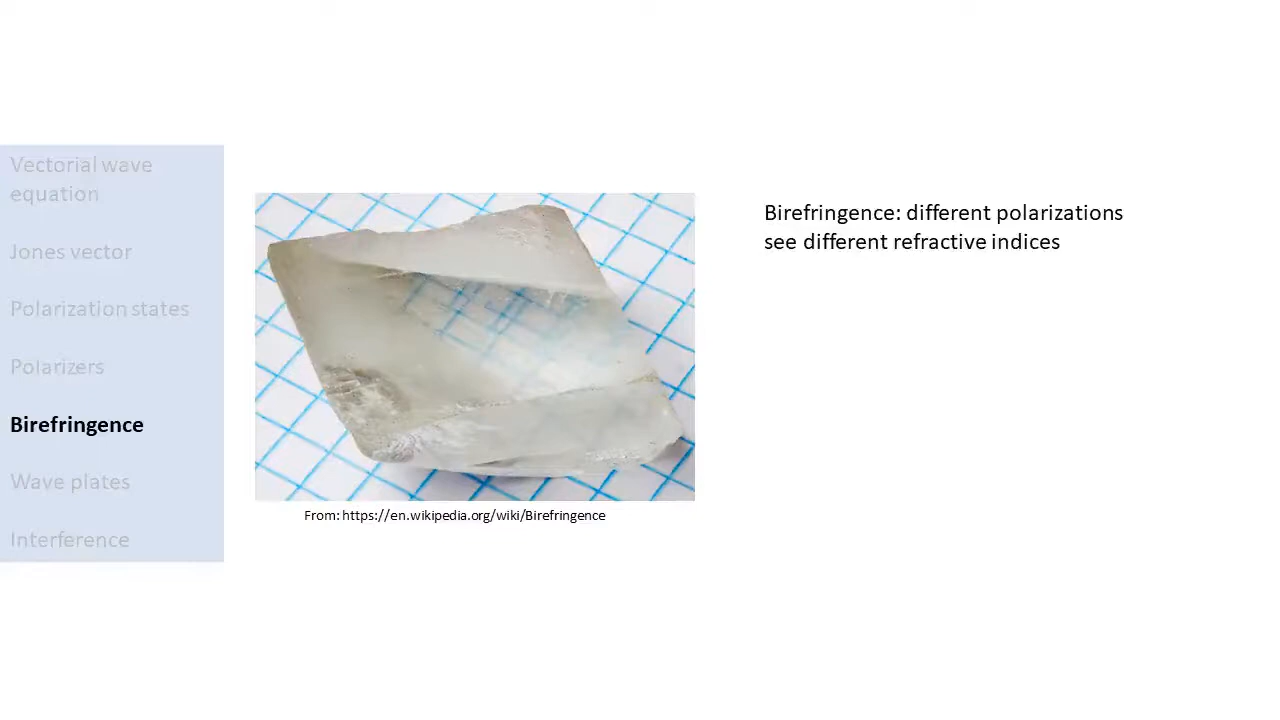 Vectorial wave
equation
Jones vector
Polarization states
Polarizers
Birefringence
Wave plates
Interference
From: https://en.wikipedia.org/wiki/Birefringence
Birefringence: different polarizations
see different refractive indices